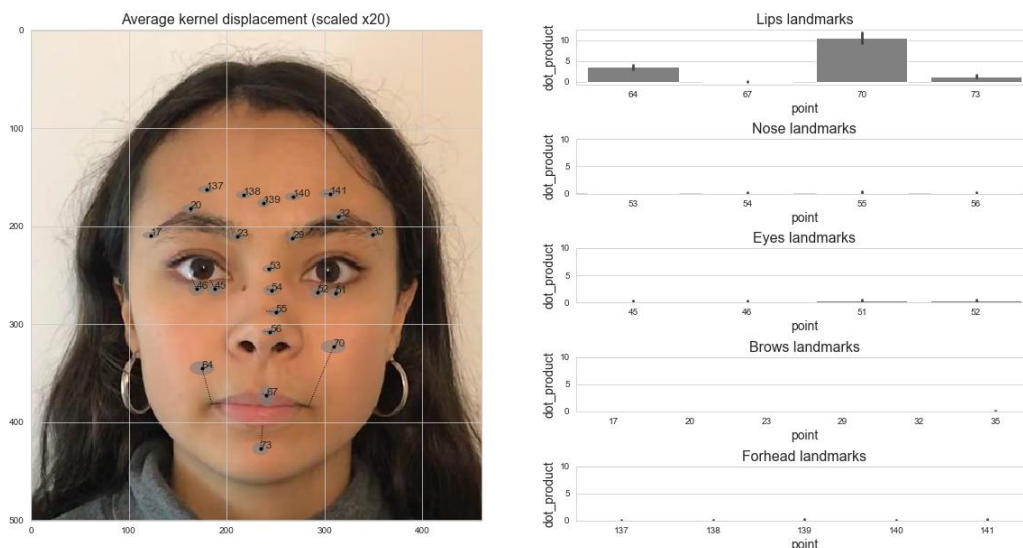 Average kernel displacement (scaled x20)
0
100
200
300
400
500
0 100 200 300 400
137 138 139 140 141
20 32
17 23 29 35
53
46 45 54 52 51
55
56
70
64
67
73
Lips landmarks
dot_product
10
5
0
64 67 70 73
point
Nose landmarks
dot_product
10
5
0
53 54 55 56
Eyes landmarks
dot_product
10
5
0
45 46 51 52
Brows landmarks
dot_product
10
5
0
17 20 23 29 32 35
point
Forhead landmarks
dot_product
10
5
0
137 138 139 140 141
point